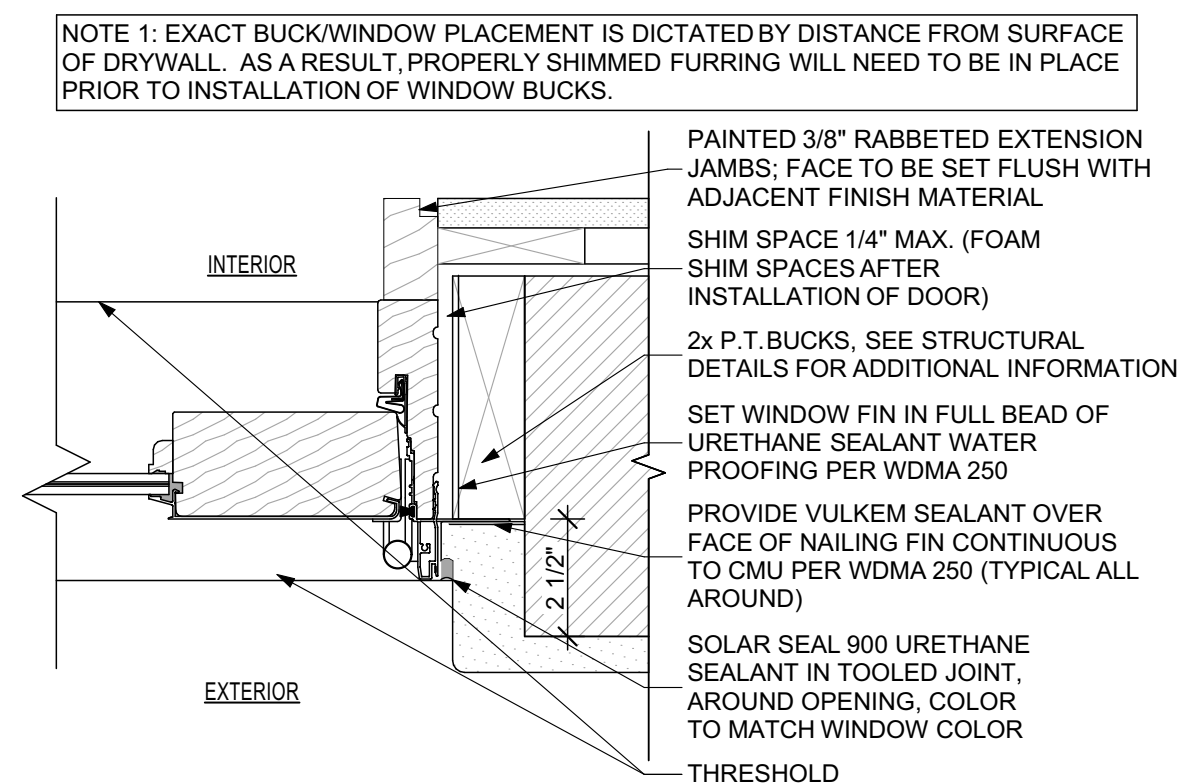 NOTE 1: EXACT BUCK/WINDOW PLACEMENT IS DICTATED BY DISTANCE FROM SURFACE
OF DRYWALL. AS A RESULT, PROPERLY SHIMMED FURRING WILL NEED TO BE IN PLACE
PRIOR TO INSTALLATION OF WINDOW BUCKS.
PAINTED 3/8" RABBETED EXTENSION
JAMBS; FACE TO BE SET FLUSH WITH
ADJACENT FINISH MATERIAL
INTERIOR
SHIM SPACE 1/4" MAX. (FOAM
SHIM SPACES AFTER
INSTALLATION OF DOOR)
2x P.T. BUCKS, SEE STRUCTURAL
DETAILS FOR ADDITIONAL INFORMATION
SET WINDOW FIN IN FULL BEAD OF
URETHANE SEALANT WATER
PROOFING PER WDMA 250
PROVIDE VULKEM SEALANT OVER
FACE OF NAILING FIN CONTINUOUS
TO CMU PER WDMA 250 (TYPICAL ALL
AROUND)
2 1/2"
SOLAR SEAL 900 URETHANE
SEALANT IN TOOLED JOINT,
AROUND OPENING, COLOR
TO MATCH WINDOW COLOR
EXTERIOR
THRESHOLD